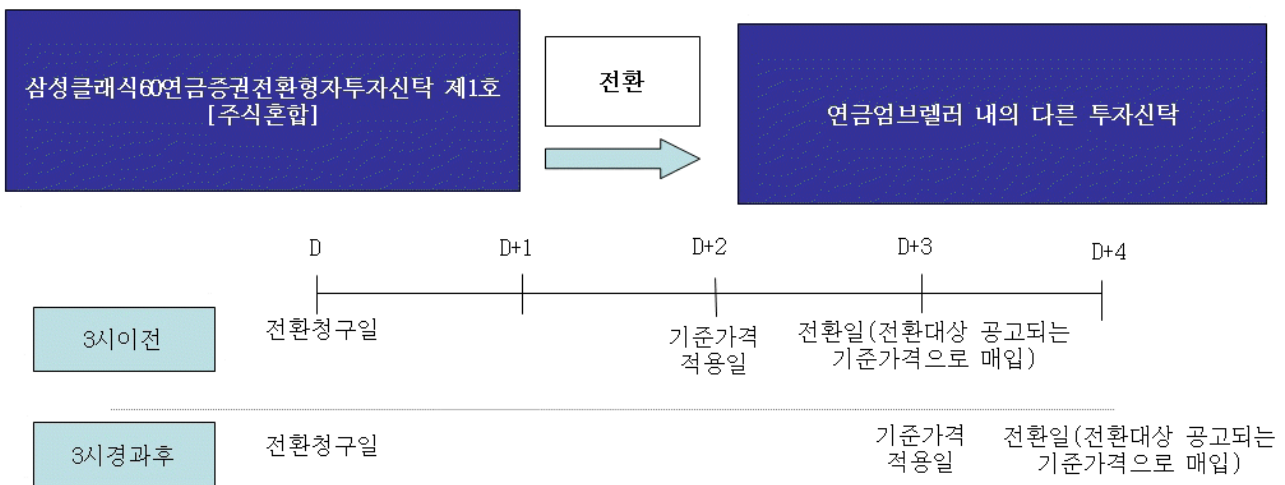 삼성클래식60연금증권전환형자투자신탁 제1호
[주식혼합]
전환
연금엄브렐러 내의 다른 투자신탁
D
D+1
D+2
D+3
D+4
3시이전
전환청구일
기준가격
적용일
전환일(전환대상 공고되는
기준가격으로 매입)
3시경과후
전환청구일
기준가격
적용일
전환일(전환대상 공고되는
기준가격으로 매입)